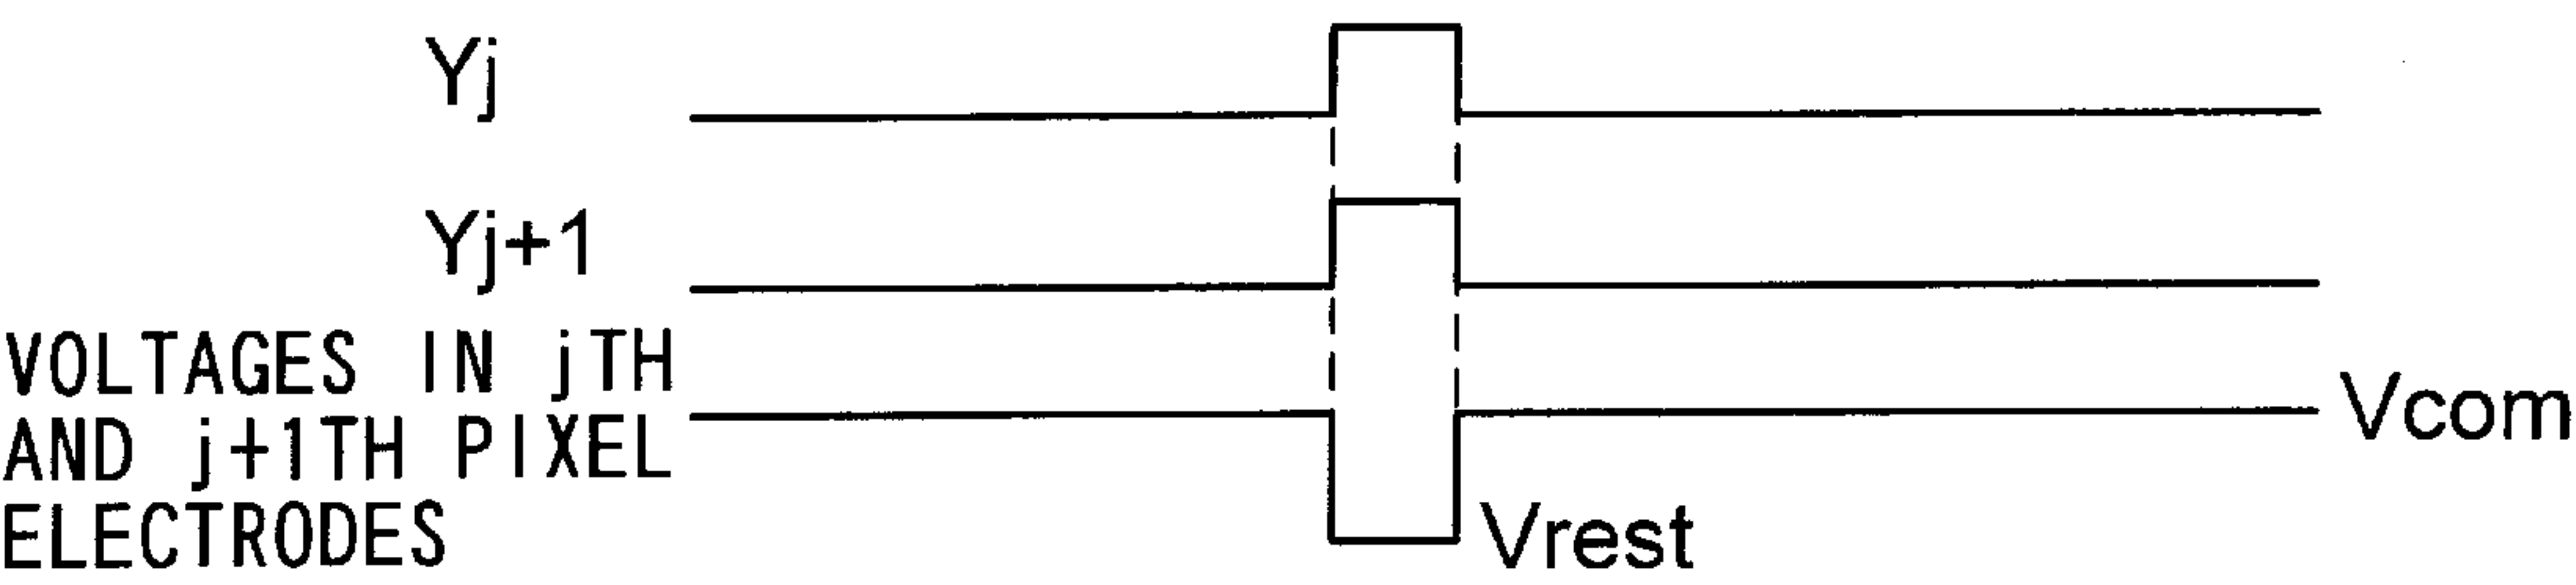 Yj
Yj+1
VOLTAGES IN jTH
AND j+1TH PIXEL
ELECTRODES
Vcom
Vrest